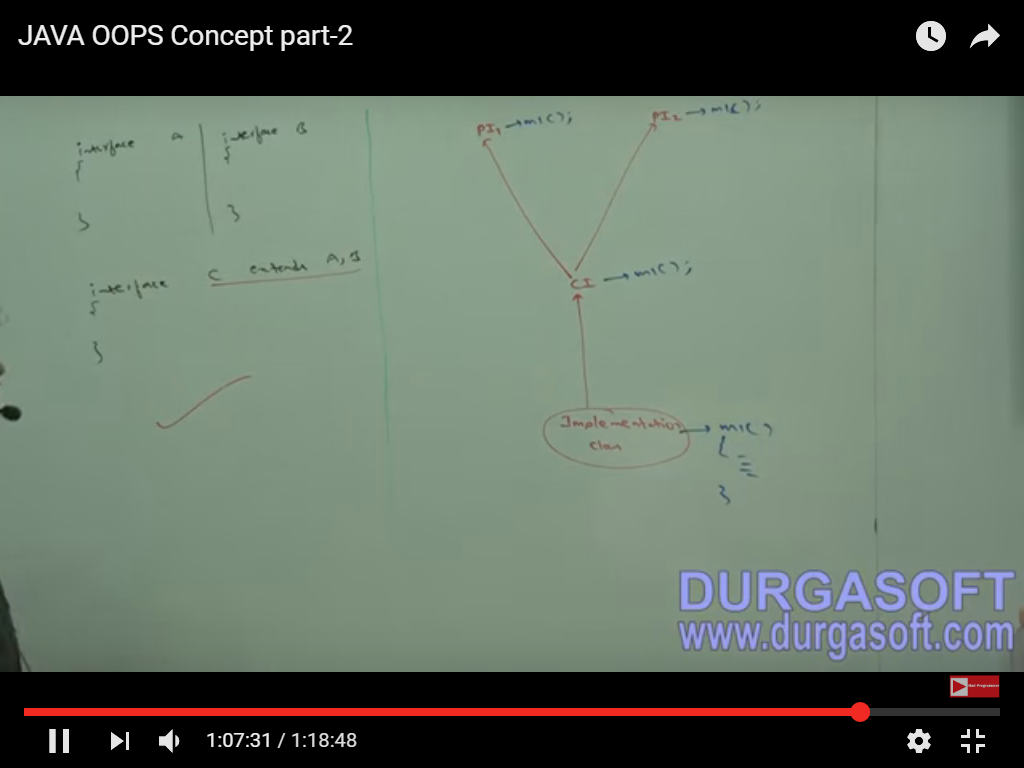 JAVA OOPS Concept part-2
interface A
{
}
interface B
{
}
interface C extends A, B
{
}
PI1 → m1();
PI2 → m1();
CI → m1();
Implementation
class
→ m1()
{
}
DURGASOFT
www.durgasoft.com
1:07:31 / 1:18:48